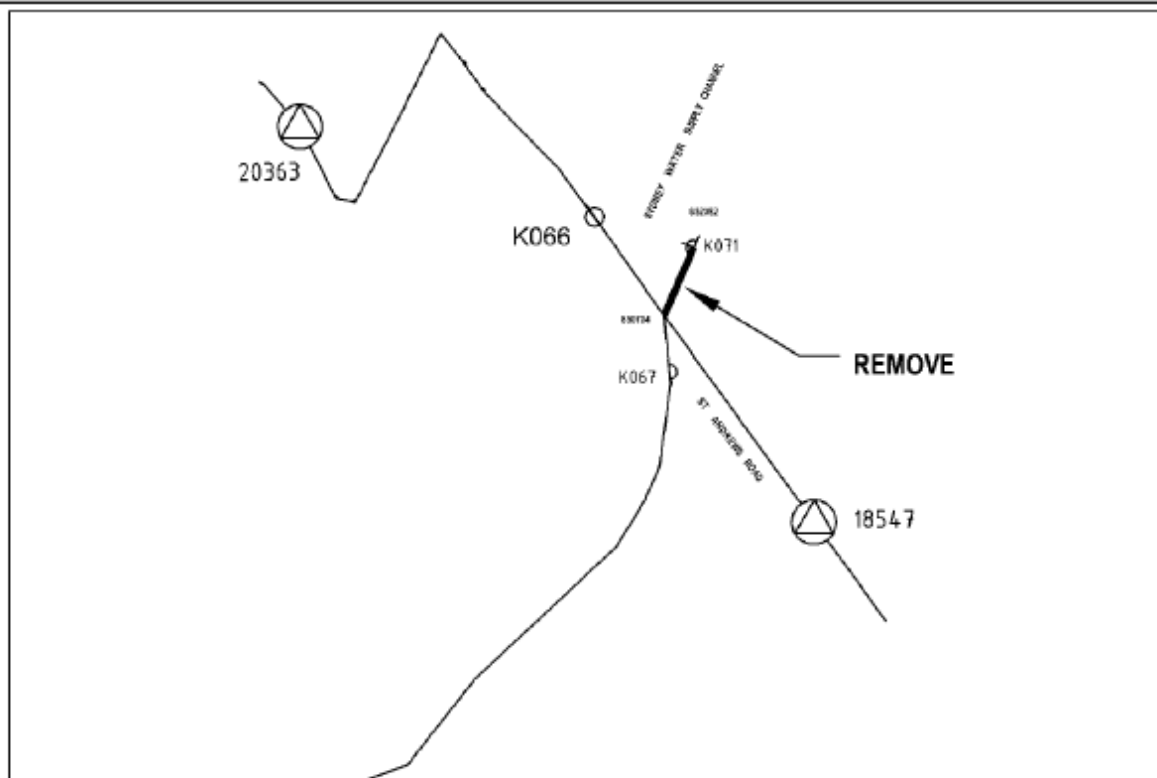 20363
SYDNEY WATER SUPPLY CHANNEL
K066
K071
REMOVE
K067
ST ANDREWS ROAD
18547